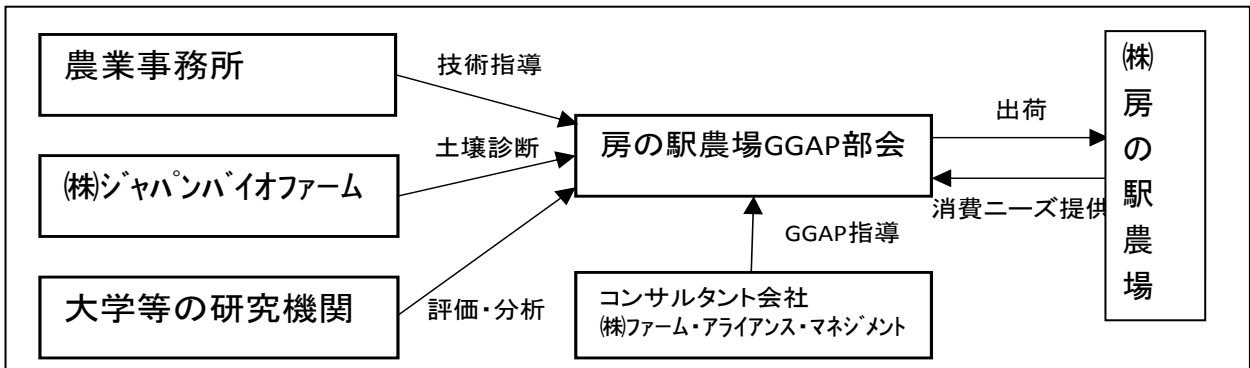 農業事務所
技術指導
㈱ジャパンバイオファーム
土壌診断
大学等の研究機関
評価・分析
房の駅農場GGAP部会
GGAP指導
コンサルタント会社
㈱ファーム・アライアンス・マネジメント
出荷
消費ニーズ提供
㈱房の駅農場